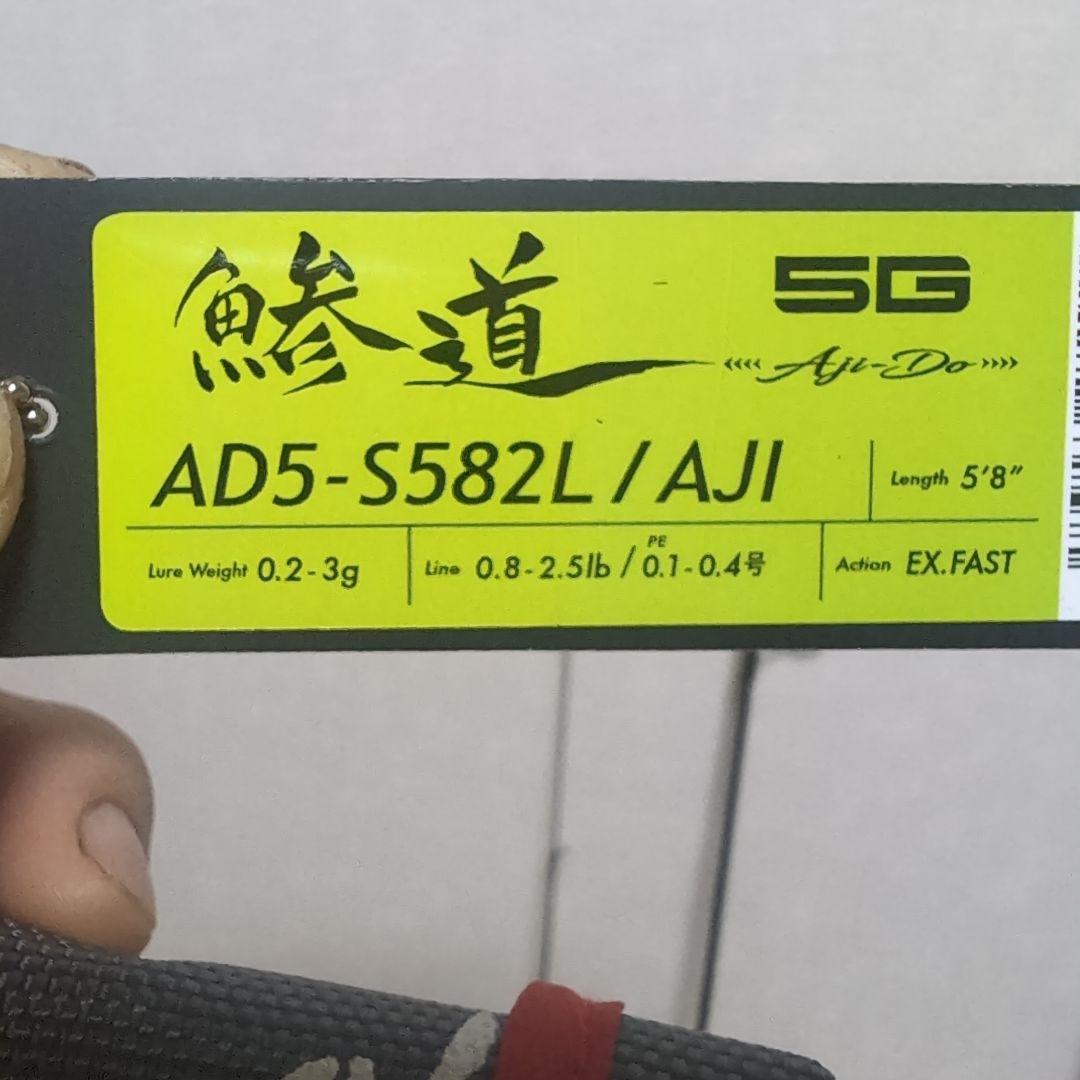 鯵道 5G
‹‹‹‹ Aji-Do ››››
AD5-S582L / AJI
Length 5'8"
Lure Weight 0.2-3g
Line 0.8-2.5lb / PE 0.1-0.4号
Action EX.FAST